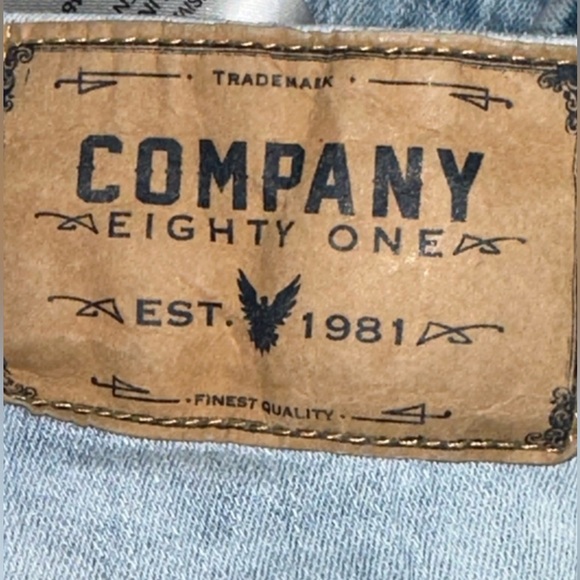 TRADEMARK
COMPANY
EIGHTY ONE
EST. 1981
FINEST QUALITY